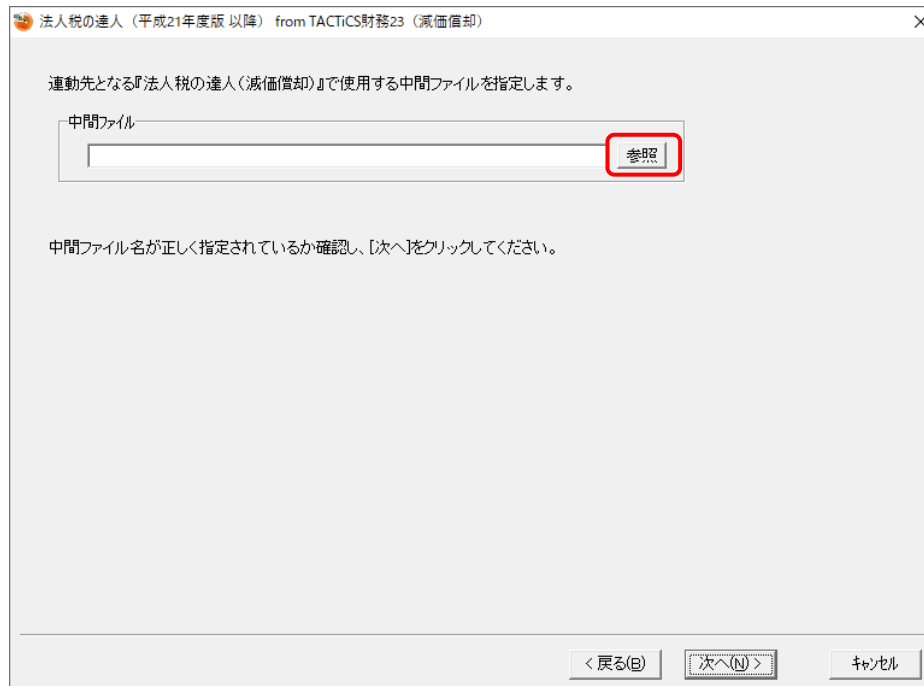 法人税の達人（平成21年度版 以降） from TACTiCS財務23（減価償却）
連動先となる『法人税の達人（減価償却）』で使用する中間ファイルを指定します。
中間ファイル
参照
中間ファイル名が正しく指定されているか確認し、[次へ]をクリックしてください。
< 戻る(B)
次へ(N) >
キャンセル